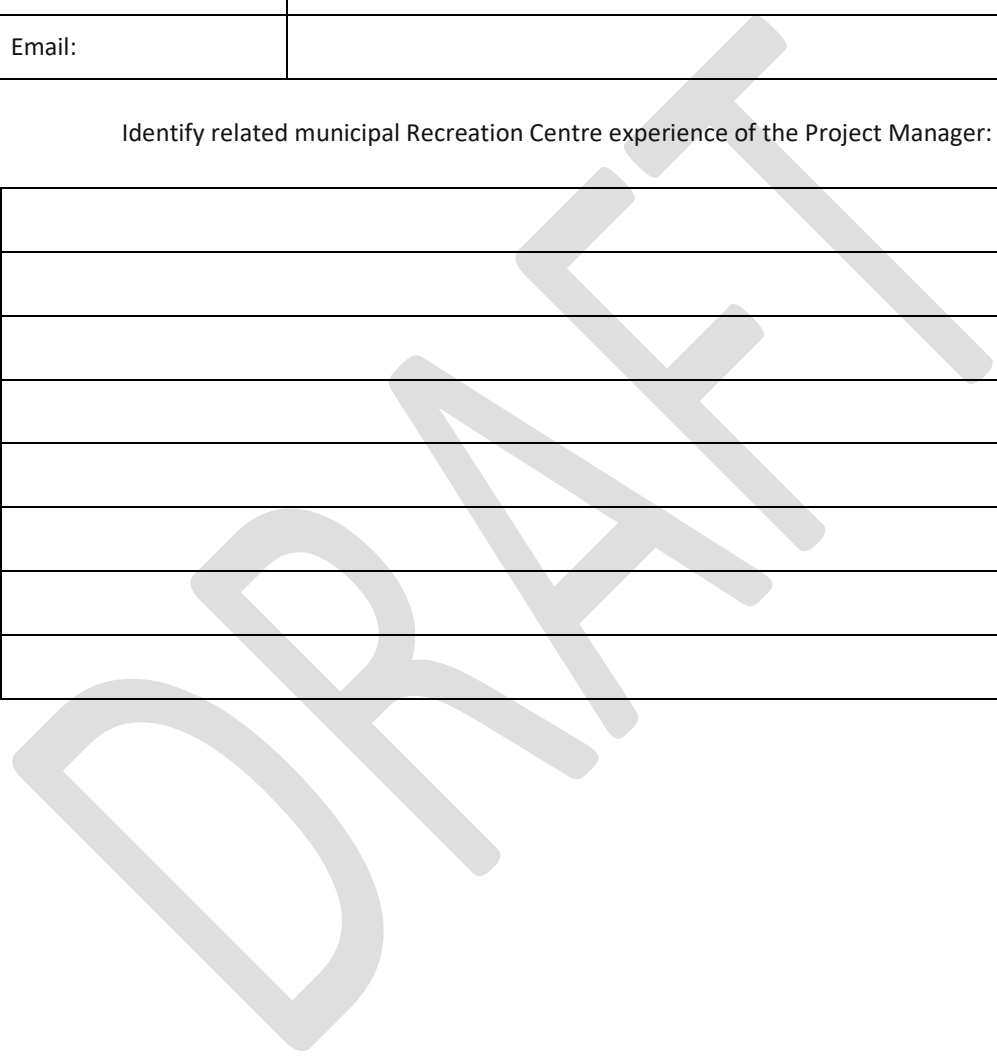 Email:
Identify related municipal Recreation Centre experience of the Project Manager:
DRAFT